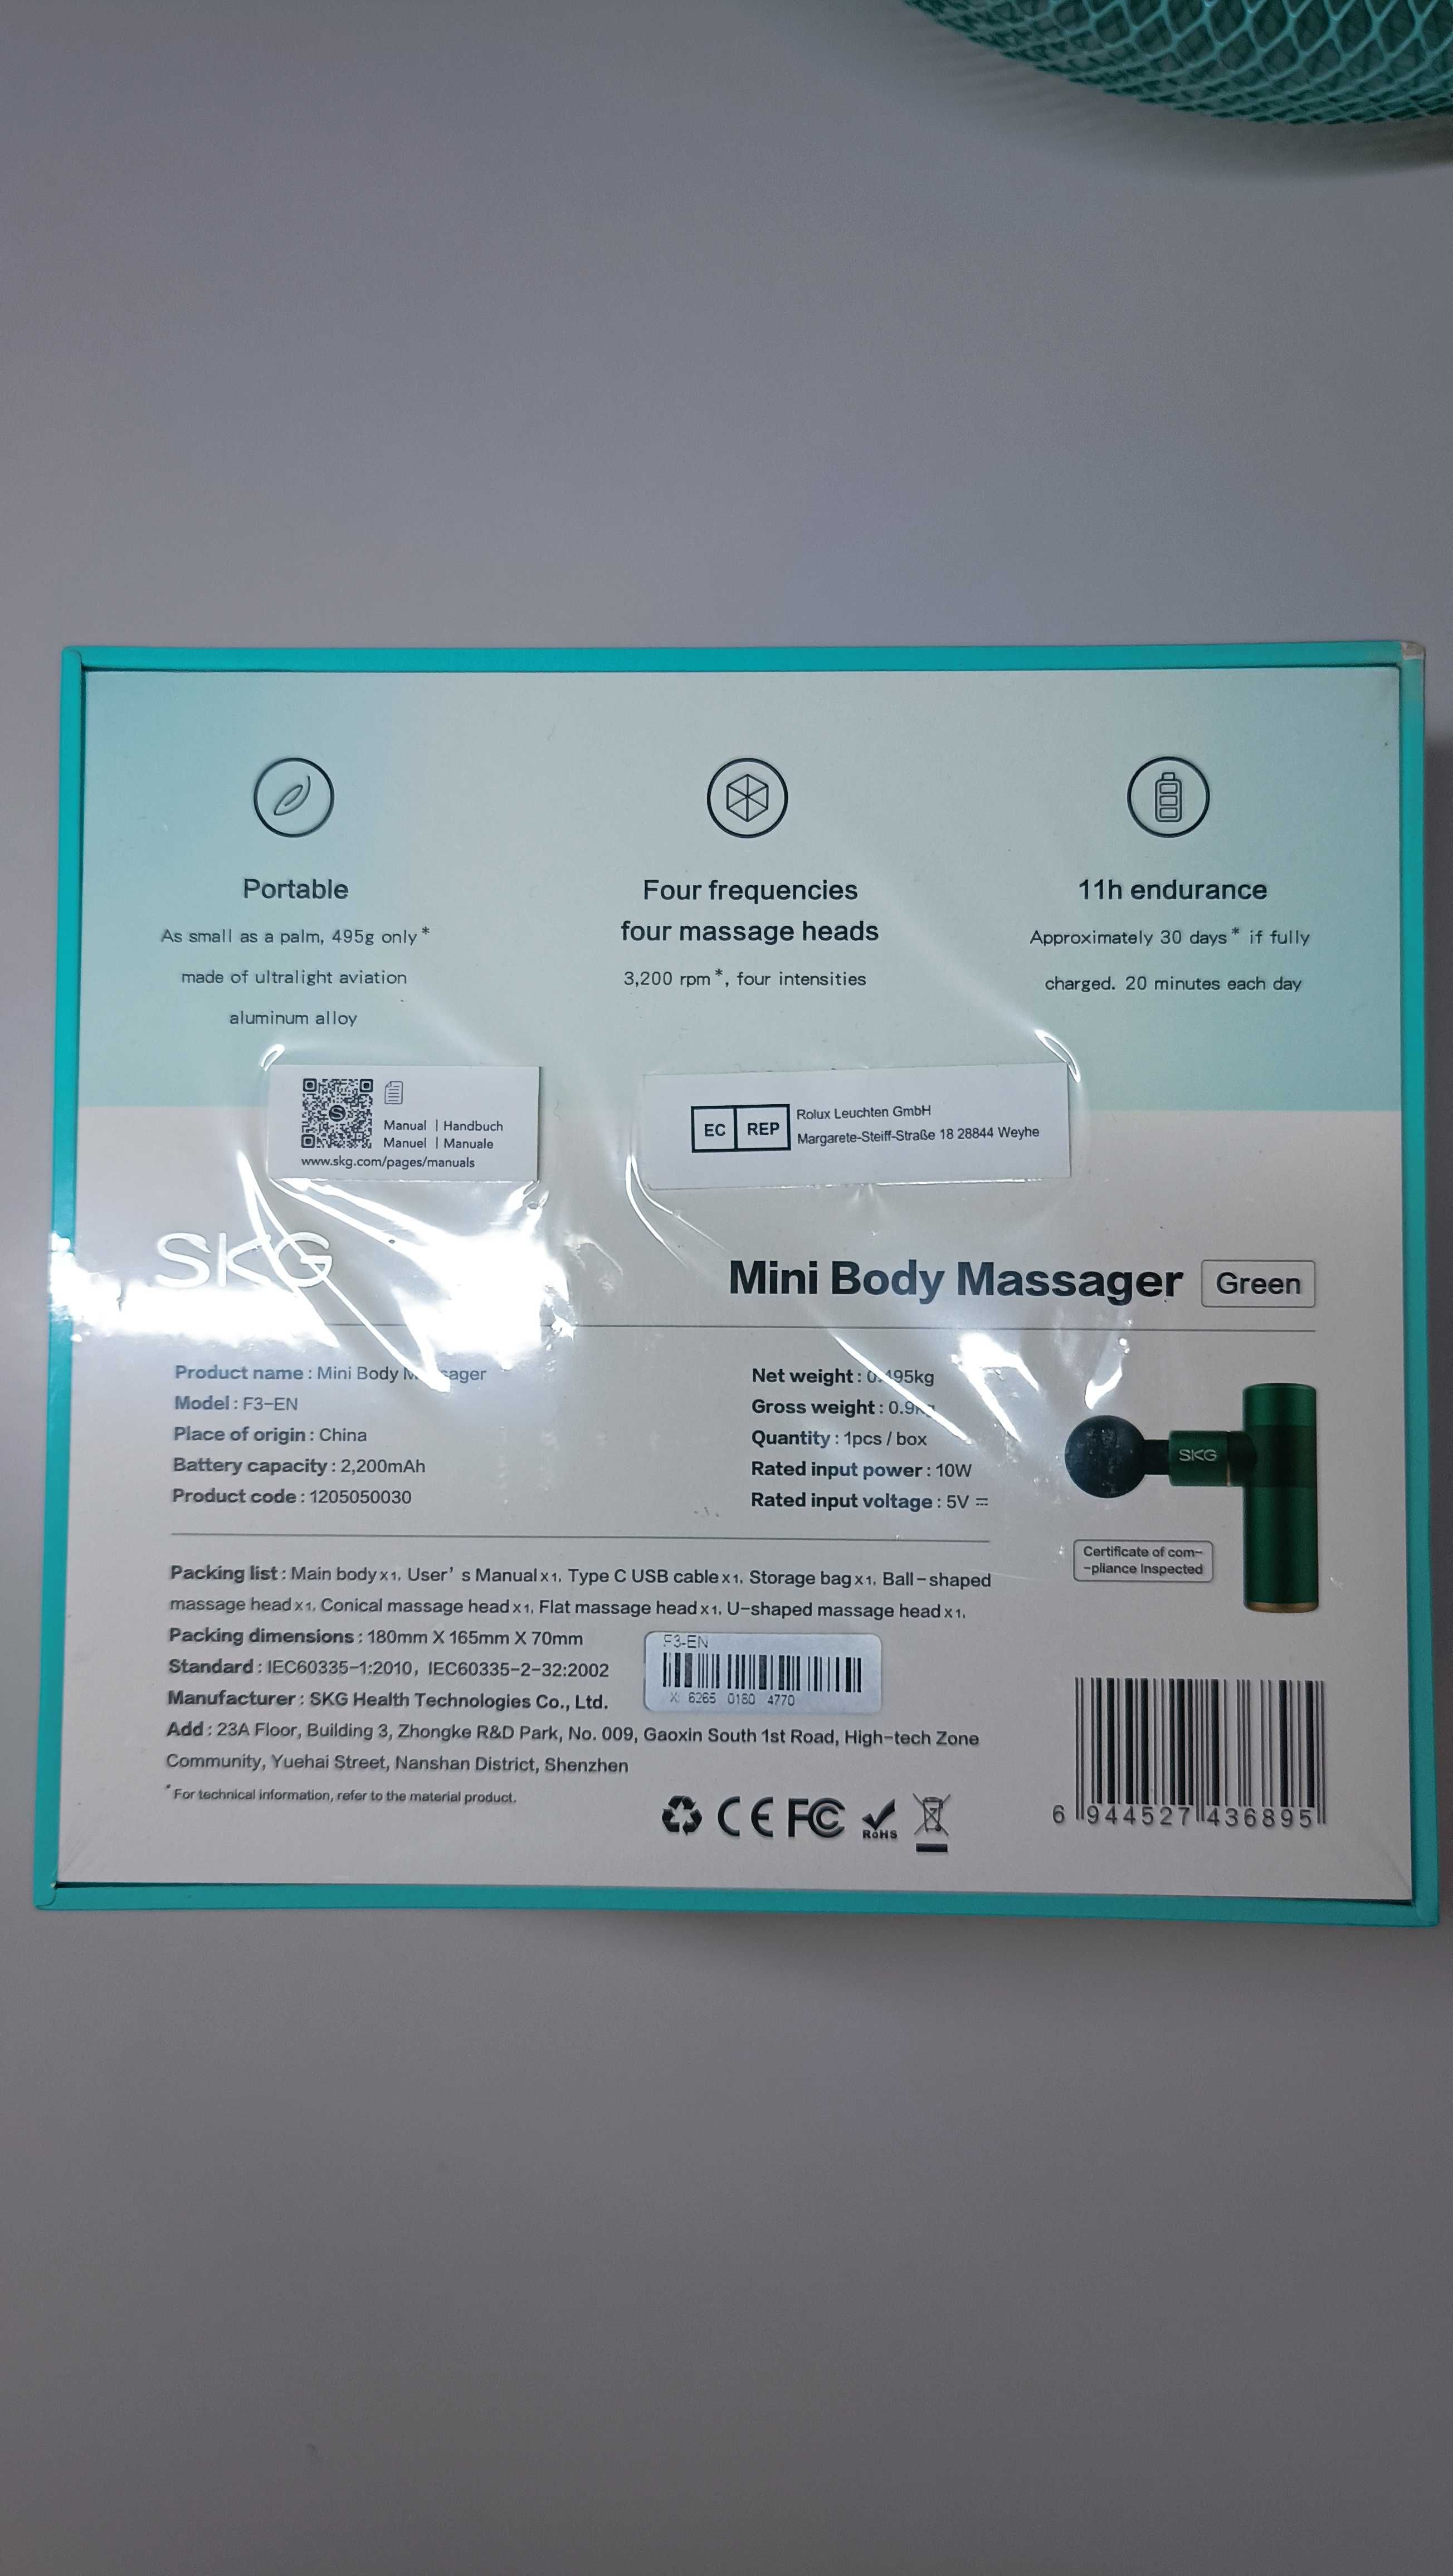 Portable
As small as a palm, 495g only*
made of ultralight aviation
aluminum alloy
Four frequencies
four massage heads
3,200 rpm*, four intensities
11h endurance
Approximately 30 days* if fully
charged. 20 minutes each day
Manual | Handbuch
Manuel | Manuale
www.skg.com/pages/manuals
EC REP
Rolux Leuchten GmbH
Margarete-Steiff-Straße 18 28844 Weyhe
SKG
Mini Body Massager Green
Product name : Mini Body
Model : F3-EN
Place of origin : China
Battery capacity : 2,200mAh
Product code : 1205050030
Net weight :
Gross weight :
Quantity : 1pcs / box
Rated input power : 10W
Rated input voltage : 5V ⎓
SKG
Certificate of com-
-pliance Inspected
Packing list : Main body x1, User' s Manual x1, Type C USB cable x1, Storage bag x1, Ball-shaped
massage head x1, Conical massage head x1, Flat massage head x1, U-shaped massage head x1,
Packing dimensions : 180mm X 165mm X 70mm
Standard : IEC60335-1:2010, IEC60335-2-32:2002
Manufacturer : SKG Health Technologies Co., Ltd.
Add : 23A Floor, Building 3, Zhongke R&D Park, No. 009, Gaoxin South 1st Road, High-tech Zone
Community, Yuehai Street, Nanshan District, Shenzhen
*For technical information, refer to the material product.
F3-EN
X: 6265 0180 4770
CE FC RoHS
6 944527 436895